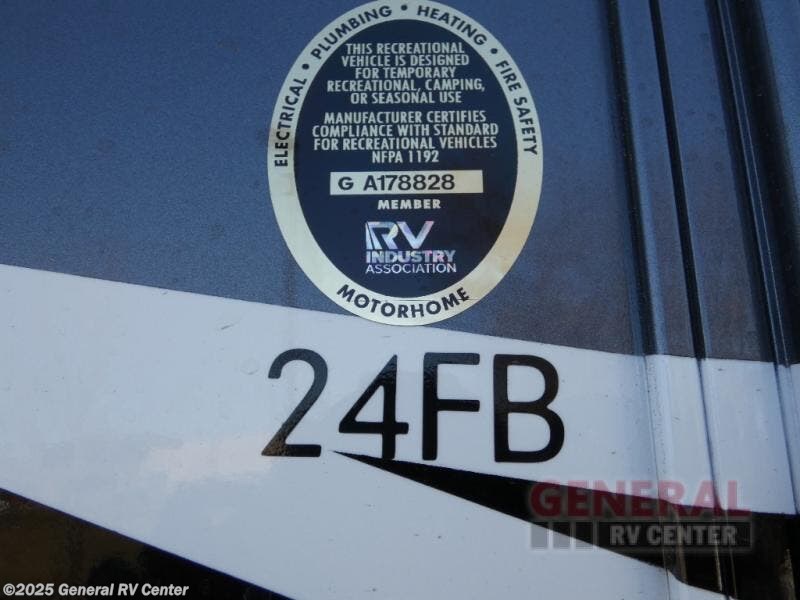 ELECTRICAL • PLUMBING • HEATING • FIRE SAFETY
THIS RECREATIONAL
VEHICLE IS DESIGNED
FOR TEMPORARY
RECREATIONAL, CAMPING,
OR SEASONAL USE
MANUFACTURER CERTIFIES
COMPLIANCE WITH STANDARD
FOR RECREATIONAL VEHICLES
NFPA 1192
G A178828
MEMBER
RV
INDUSTRY
ASSOCIATION
MOTORHOME
24FB
GENERAL
RV CENTER
©2025 General RV Center